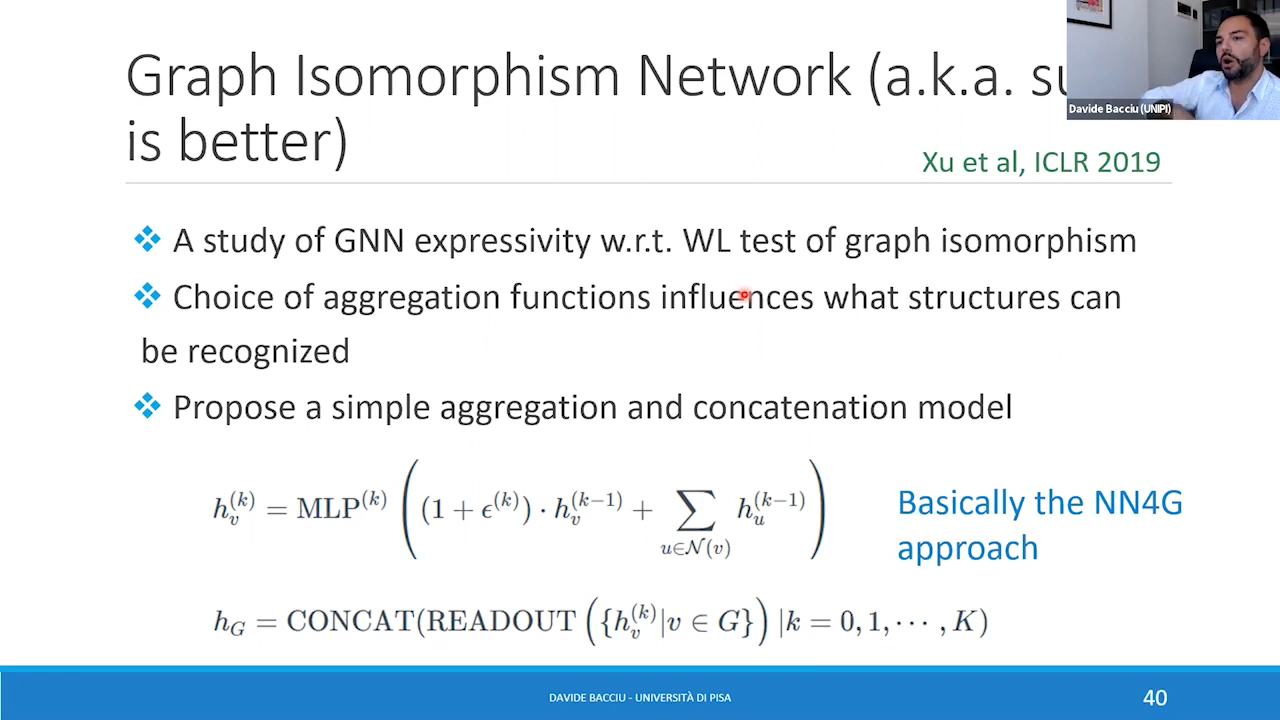 Graph Isomorphism Network (a.k.a.
is better)
Davide Bacciu (UNIPI)
Xu et al, ICLR 2019
❖ A study of GNN expressivity w.r.t. WL test of graph isomorphism
❖ Choice of aggregation functions influences what structures can
be recognized
❖ Propose a simple aggregation and concatenation model
h_v^{(k)} = MLP^{(k)} ( (1 + ϵ^{(k)}) · h_v^{(k−1)} + ∑_{u∈𝒩(v)} h_u^{(k−1)} )
Basically the NN4G
approach
h_G = CONCAT(READOUT ({h_v^{(k)}|v ∈ G}) |k = 0, 1, ··· , K)
DAVIDE BACCIU - UNIVERSITÀ DI PISA
40